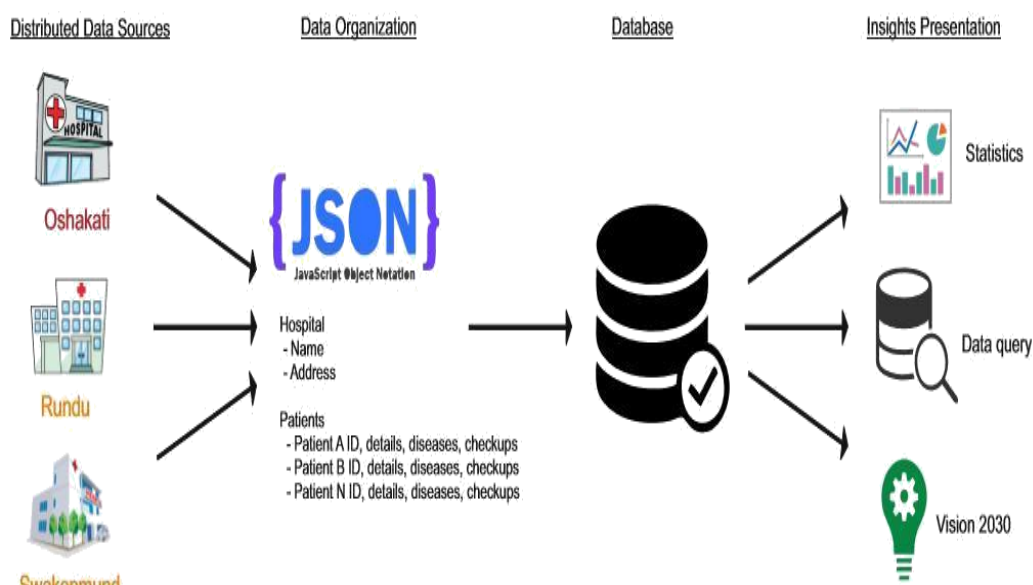 Distributed Data Sources
Data Organization
Database
Insights Presentation
HOSPITAL
Oshakati
Rundu
{JSON}
JavaScript Object Notation
Hospital
- Name
- Address
Patients
- Patient A ID, details, diseases, checkups
- Patient B ID, details, diseases, checkups
- Patient N ID, details, diseases, checkups
Statistics
Data query
Vision 2030